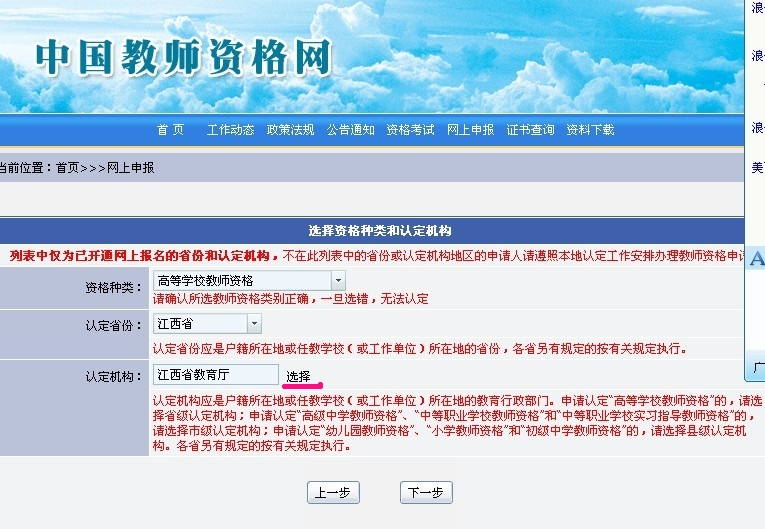 中国教师资格网
首 页 工作动态 政策法规 公告通知 资格考试 网上申报 证书查询 资料下载
当前位置：首页>>>网上申报
选择资格种类和认定机构
列表中仅为已开通网上报名的省份和认定机构，不在此列表中的省份或认定机构地区的申请人请遵照本地认定工作安排办理教师资格申
资格种类： 高等学校教师资格
请确认所选教师资格类别正确，一旦选错，无法认定
认定省份： 江西省
认定省份应是户籍所在地或任教学校（或工作单位）所在地的省份，各省另有规定的按有关规定执行。
认定机构： 江西省教育厅 选择
认定机构应是户籍所在地或任教学校（或工作单位）所在地的教育行政部门。申请认定“高等学校教师资格”的，请选
择省级认定机构；申请认定“高级中学教师资格”、“中等职业学校教师资格”和“中等职业学校实习指导教师资格”的，
请选择市级认定机构；申请认定“幼儿园教师资格”、“小学教师资格”和“初级中学教师资格”的，请选择县级认定机
构。各省另有规定的按有关规定执行。
上一步 下一步
浪
浪
浪
美
A
广